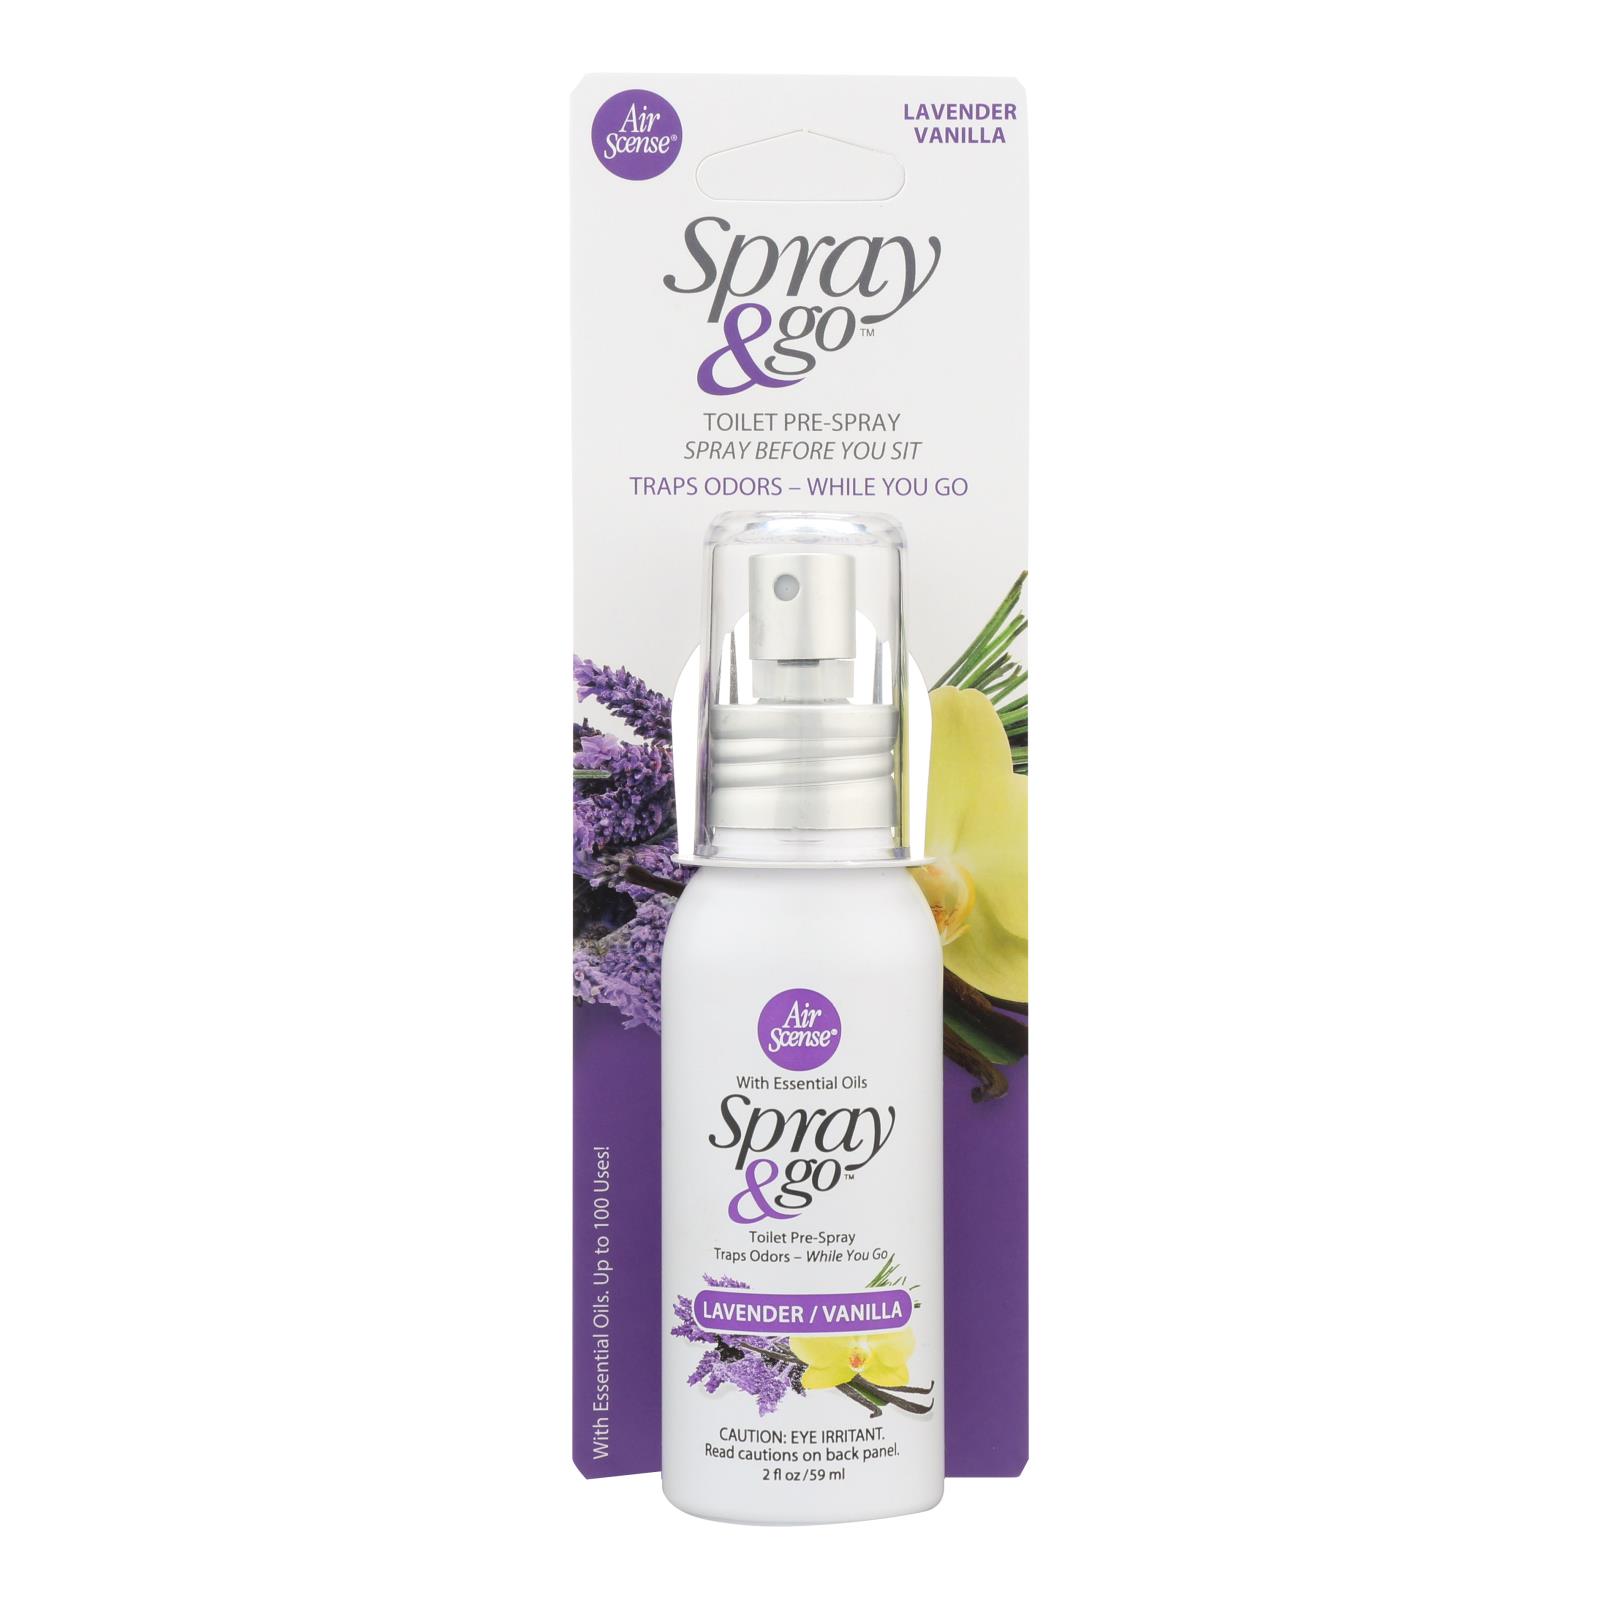 Air
Scense®
LAVENDER
VANILLA
Spray
&go™
TOILET PRE-SPRAY
SPRAY BEFORE YOU SIT
TRAPS ODORS – WHILE YOU GO
Air
Scense®
With Essential Oils
Spray
&go™
Toilet Pre-Spray
Traps Odors – While You Go
LAVENDER / VANILLA
CAUTION: EYE IRRITANT.
Read cautions on back panel.
2 fl oz/59 ml
With Essential Oils. Up to 100 Uses!